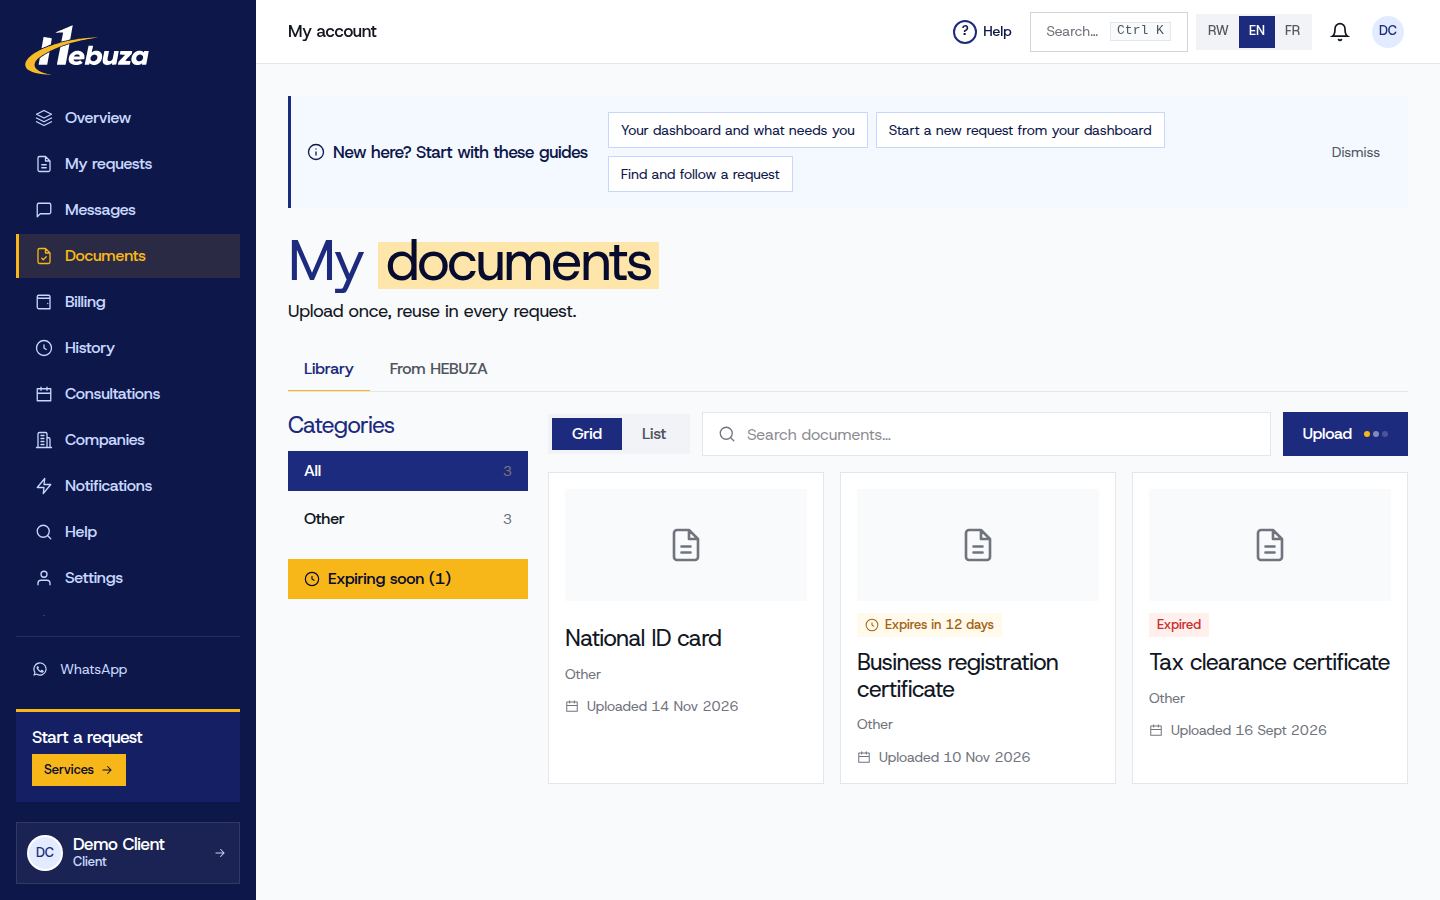 Hebuza
Overview
My requests
Messages
Documents
Billing
History
Consultations
Companies
Notifications
Help
Settings
WhatsApp
Start a request
Services
DC
Demo Client
Client
My account
? Help
Search...
Ctrl K
RW
EN
FR
DC
New here? Start with these guides
Your dashboard and what needs you
Start a new request from your dashboard
Find and follow a request
Dismiss
My documents
Upload once, reuse in every request.
Library
From HEBUZA
Categories
All 3
Other 3
Expiring soon (1)
Grid
List
Search documents...
Upload
National ID card
Other
Uploaded 14 Nov 2026
Expires in 12 days
Business registration
certificate
Other
Uploaded 10 Nov 2026
Expired
Tax clearance certificate
Other
Uploaded 16 Sept 2026